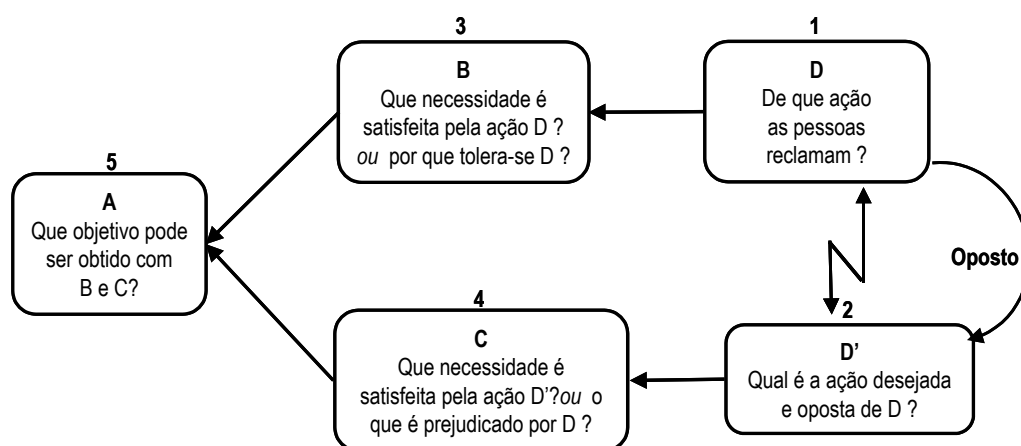 1
D
De que ação
as pessoas
reclamam ?
3
B
Que necessidade é
satisfeita pela ação D ?
ou por que tolera-se D ?
5
A
Que objetivo pode
ser obtido com
B e C?
Oposto
4
C
Que necessidade é
satisfeita pela ação D’?ou o
que é prejudicado por D ?
2
D’
Qual é a ação desejada
e oposta de D ?